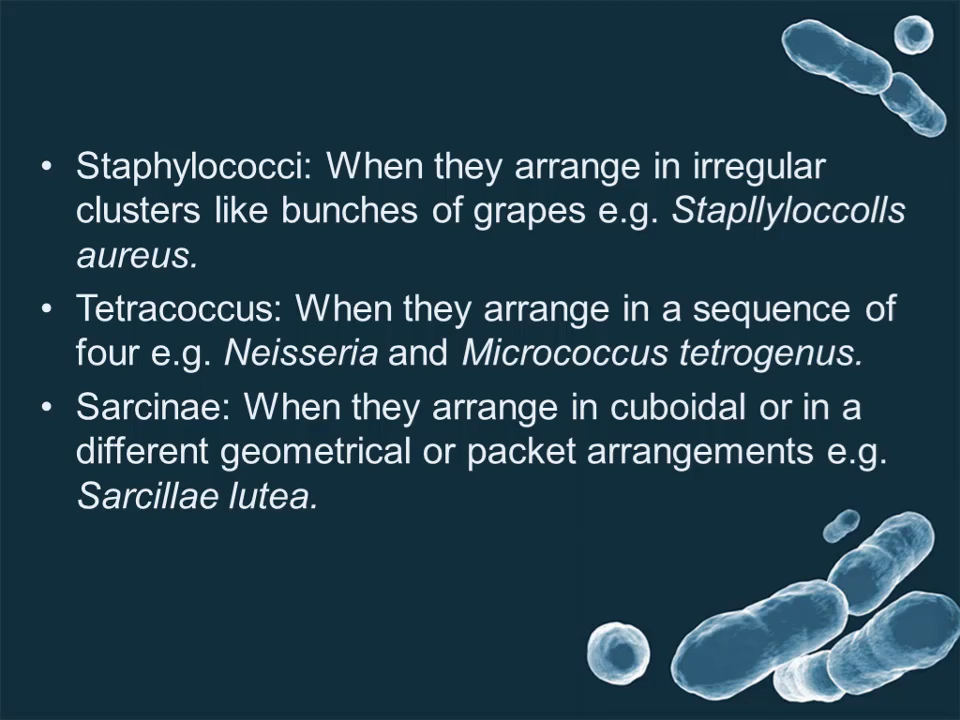 • Staphylococci: When they arrange in irregular
clusters like bunches of grapes e.g. Stapllyloccolls
aureus.
• Tetracoccus: When they arrange in a sequence of
four e.g. Neisseria and Micrococcus tetrogenus.
• Sarcinae: When they arrange in cuboidal or in a
different geometrical or packet arrangements e.g.
Sarcillae lutea.